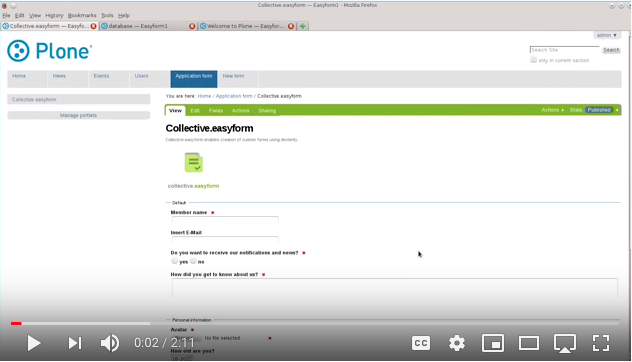 Collective.easyform — Easyform1 - Mozilla Firefox
File Edit View History Bookmarks Tools Help
Collective.easyform — Easyfo... database — Easyform1 Welcome to Plone — Easyfor...
admin
Plone
Search Site Search
only in current section
Home News Events Users Application form New form
You are here: Home / Application form / Collective easyform
Collective easyform
Manage portlets
View Edit Fields Actions Sharing Actions State: Published
Collective.easyform
Collective.easyform enables creation of custom forms using dexterity.
collective.easyform
Default
Member name
Insert E-Mail
Do you want to receive our notifications and news?
yes no
How did you get to know about us?
Personal information
Avatar
No file selected
How old are you?
0:02 / 2:11
CC